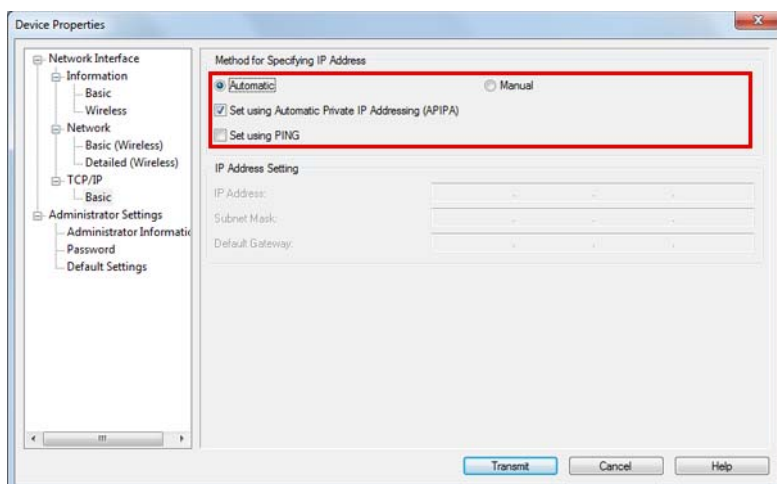 Device Properties
Network Interface
Information
Basic
Wireless
Network
Basic (Wireless)
Detailed (Wireless)
TCP/IP
Basic
Administrator Settings
Administrator Informatic
Password
Default Settings
Method for Specifying IP Address
Automatic Manual
Set using Automatic Private IP Addressing (APIPA)
Set using PING
IP Address Setting
IP Address:
Subnet Mask:
Default Gateway:
Transmit Cancel Help